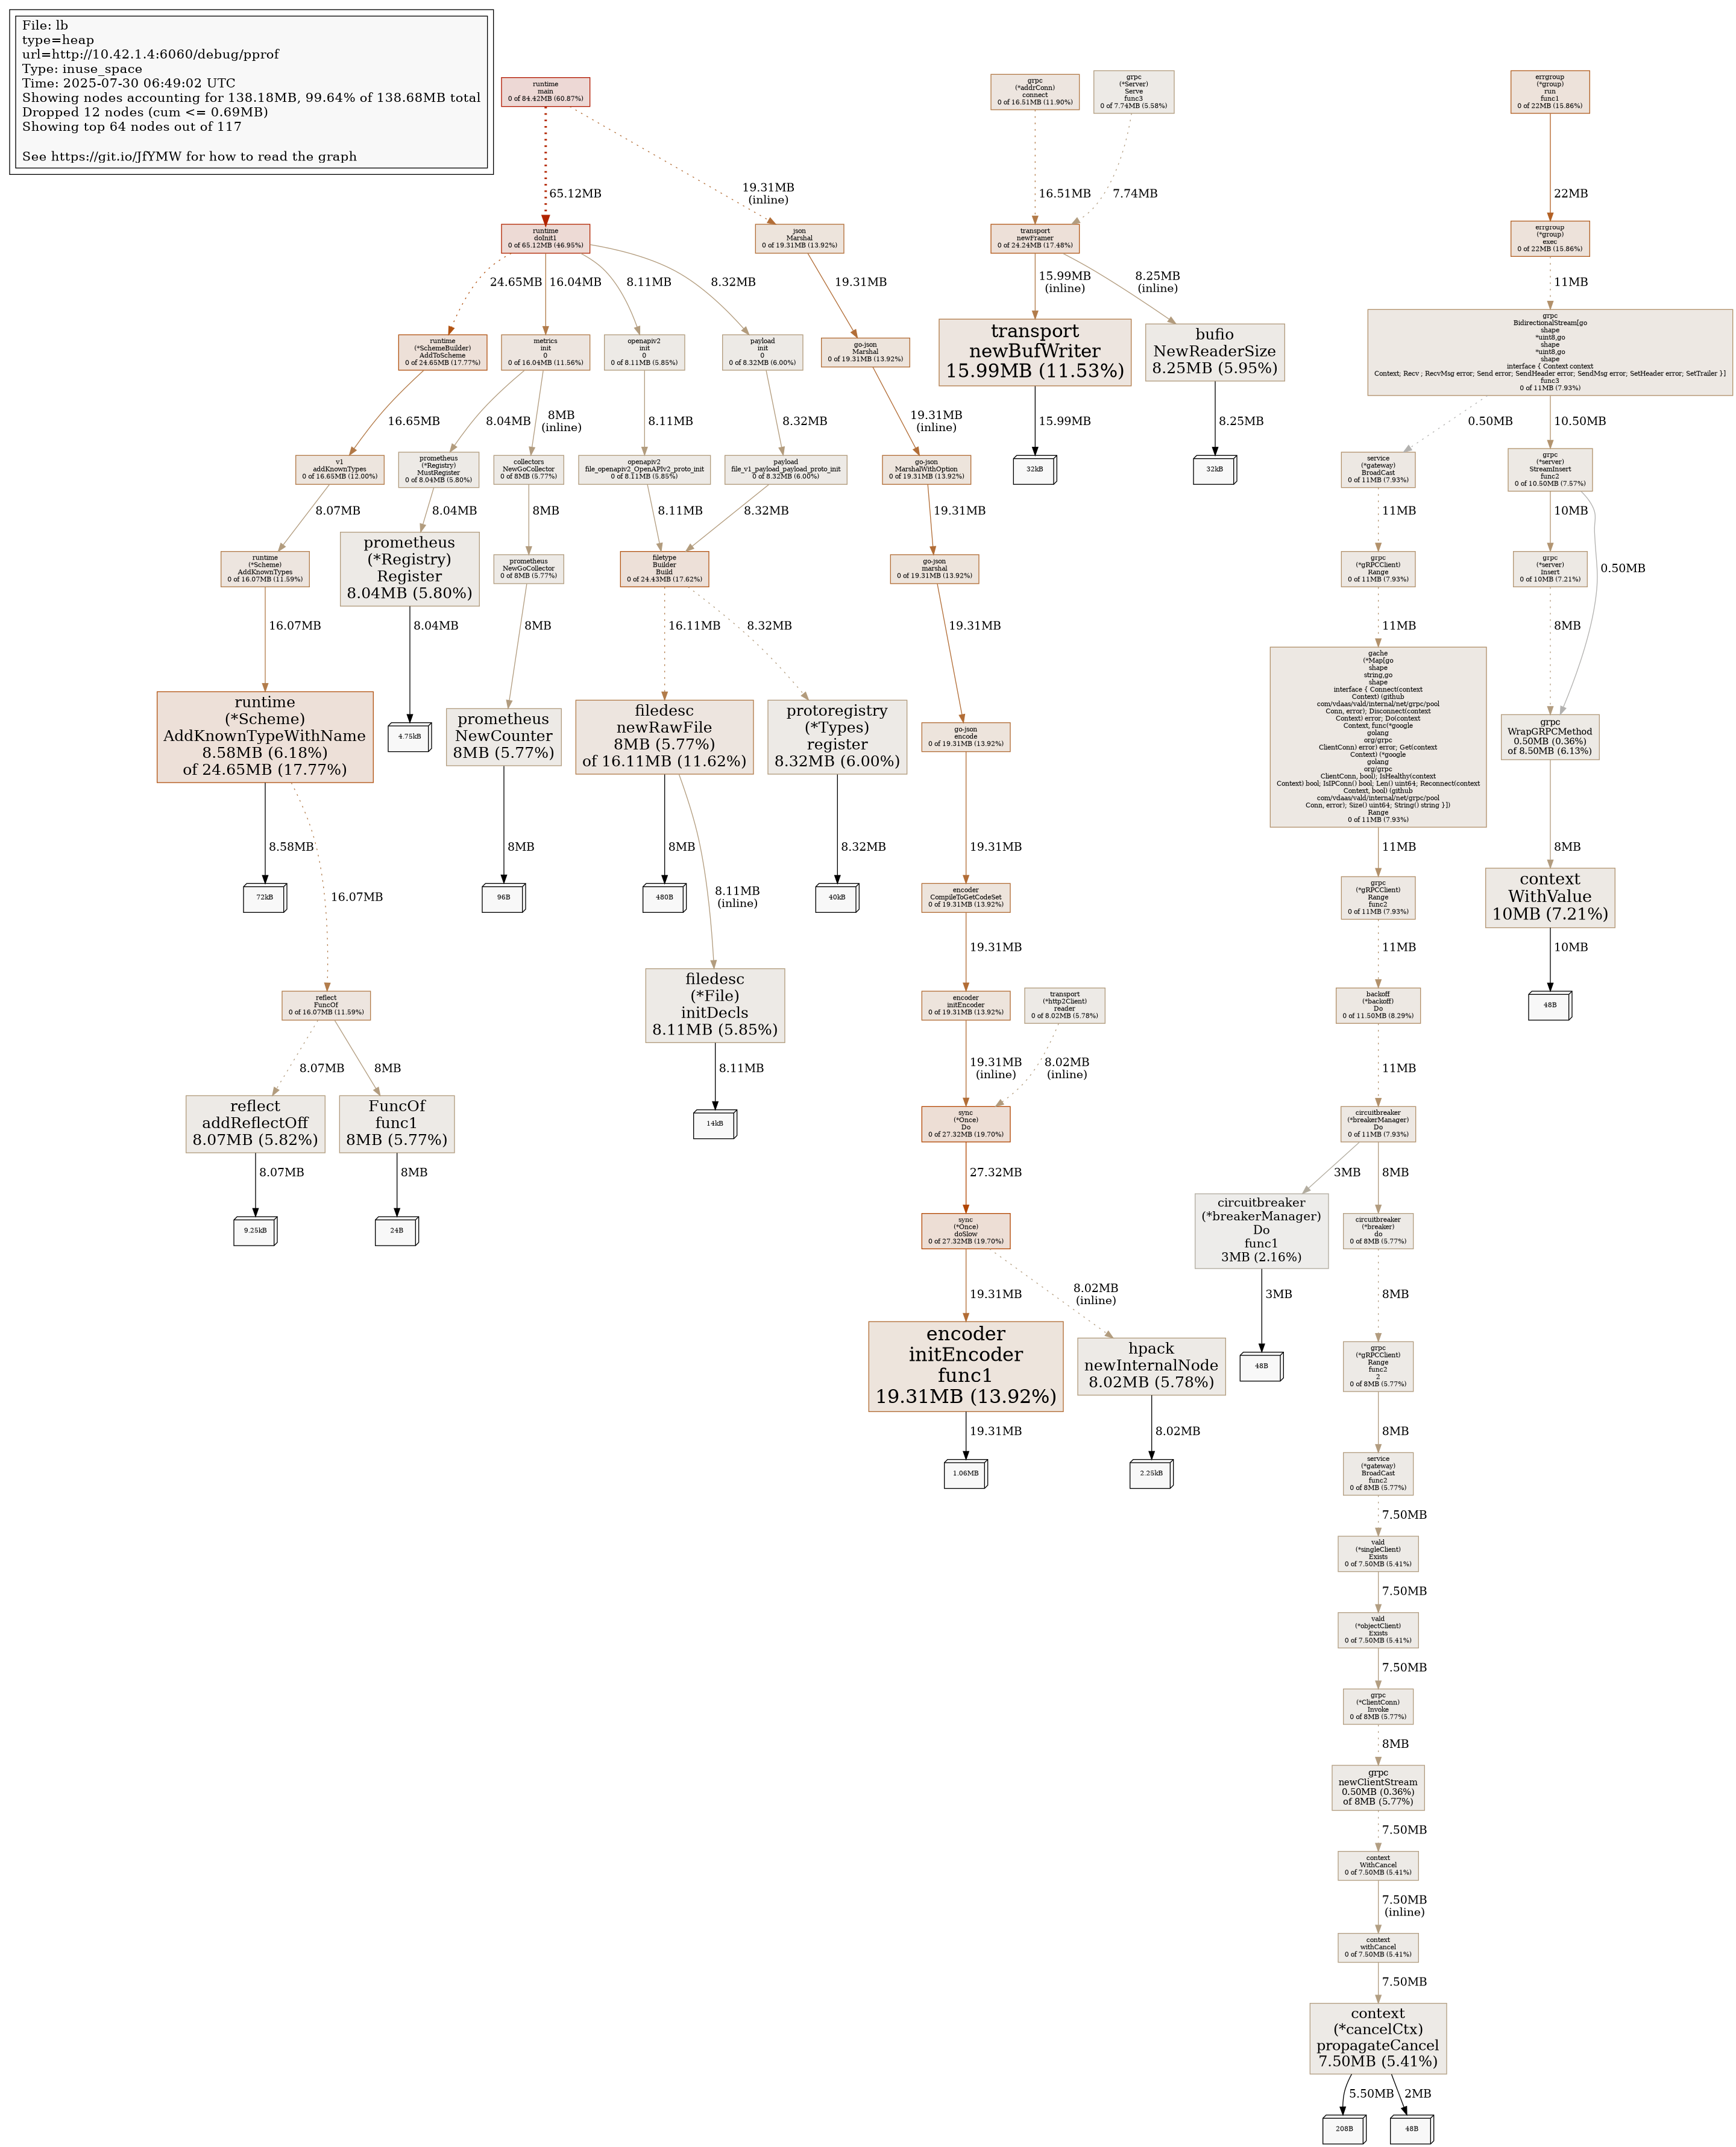 File: lb
type=heap
url=http://10.42.1.4:6060/debug/pprof
Type: inuse_space
Time: 2025-07-30 06:49:02 UTC
Showing nodes accounting for 138.18MB, 99.64% of 138.68MB total
Dropped 12 nodes (cum <= 0.69MB)
Showing top 64 nodes out of 117
See https://git.io/JfYMW for how to read the graph
runtime
main
0 of 84.42MB (60.87%)
grpc
(*addrConn)
connect
0 of 16.51MB (11.90%)
grpc
(*Server)
Serve
func3
0 of 7.74MB (5.58%)
errgroup
(*group)
run
func1
0 of 22MB (15.86%)
65.12MB
19.31MB
(inline)
16.51MB
7.74MB
22MB
runtime
doInit1
0 of 65.12MB (46.95%)
json
Marshal
0 of 19.31MB (13.92%)
transport
newFramer
0 of 24.24MB (17.48%)
errgroup
(*group)
exec
0 of 22MB (15.86%)
24.65MB
16.04MB
8.11MB
8.32MB
19.31MB
15.99MB
(inline)
8.25MB
(inline)
11MB
runtime
(*SchemeBuilder)
AddToScheme
0 of 24.65MB (17.77%)
metrics
init
0
0 of 16.04MB (11.56%)
openapiv2
init
0
0 of 8.11MB (5.85%)
payload
init
0
0 of 8.32MB (6.00%)
go-json
Marshal
0 of 19.31MB (13.92%)
transport
newBufWriter
15.99MB (11.53%)
bufio
NewReaderSize
8.25MB (5.95%)
grpc
BidirectionalStream[go
shape
*uint8,go
shape
*uint8,go
shape
interface { Context context
Context; Recv ; RecvMsg error; Send error; SendHeader error; SendMsg error; SetHeader error; SetTrailer }]
func3
0 of 11MB (7.93%)
16.65MB
8.04MB
8MB
(inline)
8.11MB
8.32MB
19.31MB
(inline)
15.99MB
8.25MB
0.50MB
10.50MB
v1
addKnownTypes
0 of 16.65MB (12.00%)
prometheus
(*Registry)
MustRegister
0 of 8.04MB (5.80%)
collectors
NewGoCollector
0 of 8MB (5.77%)
openapiv2
file_openapiv2_OpenAPIv2_proto_init
0 of 8.11MB (5.85%)
payload
file_v1_payload_payload_proto_init
0 of 8.32MB (6.00%)
go-json
MarshalWithOption
0 of 19.31MB (13.92%)
32kB
32kB
service
(*gateway)
BroadCast
0 of 11MB (7.93%)
grpc
(*server)
StreamInsert
func2
0 of 10.50MB (7.57%)
8.07MB
8.04MB
8MB
8.11MB
8.32MB
19.31MB
11MB
10MB
0.50MB
runtime
(*Scheme)
AddKnownTypes
0 of 16.07MB (11.59%)
prometheus
(*Registry)
Register
8.04MB (5.80%)
prometheus
NewGoCollector
0 of 8MB (5.77%)
filetype
Builder
Build
0 of 24.43MB (17.62%)
go-json
marshal
0 of 19.31MB (13.92%)
grpc
(*gRPCClient)
Range
0 of 11MB (7.93%)
grpc
(*server)
Insert
0 of 10MB (7.21%)
16.07MB
8.04MB
8MB
16.11MB
8.32MB
19.31MB
11MB
8MB
runtime
(*Scheme)
AddKnownTypeWithName
8.58MB (6.18%)
of 24.65MB (17.77%)
4.75kB
prometheus
NewCounter
8MB (5.77%)
filedesc
newRawFile
8MB (5.77%)
of 16.11MB (11.62%)
protoregistry
(*Types)
register
8.32MB (6.00%)
go-json
encode
0 of 19.31MB (13.92%)
gache
(*Map[go
shape
string,go
shape
interface { Connect(context
Context) (github
com/vdaas/vald/internal/net/grpc/pool
Conn, error); Disconnect(context
Context) error; Do(context
Context, func(*google
golang
org/grpc
ClientConn) error) error; Get(context
Context) (*google
golang
org/grpc
ClientConn, bool); IsHealthy(context
Context) bool; IsIPConn() bool; Len() uint64; Reconnect(context
Context, bool) (github
com/vdaas/vald/internal/net/grpc/pool
Conn, error); Size() uint64; String() string }])
Range
0 of 11MB (7.93%)
grpc
WrapGRPCMethod
0.50MB (0.36%)
of 8.50MB (6.13%)
8.58MB
16.07MB
8MB
8MB
8.11MB
(inline)
8.32MB
19.31MB
11MB
8MB
72kB
96B
480B
40kB
encoder
CompileToGetCodeSet
0 of 19.31MB (13.92%)
grpc
(*gRPCClient)
Range
func2
0 of 11MB (7.93%)
context
WithValue
10MB (7.21%)
19.31MB
11MB
10MB
reflect
FuncOf
0 of 16.07MB (11.59%)
filedesc
(*File)
initDecls
8.11MB (5.85%)
encoder
initEncoder
0 of 19.31MB (13.92%)
transport
(*http2Client)
reader
0 of 8.02MB (5.78%)
backoff
(*backoff)
Do
0 of 11.50MB (8.29%)
48B
8.07MB
8MB
8.11MB
19.31MB
(inline)
8.02MB
(inline)
11MB
reflect
addReflectOff
8.07MB (5.82%)
FuncOf
func1
8MB (5.77%)
14kB
sync
(*Once)
Do
0 of 27.32MB (19.70%)
circuitbreaker
(*breakerManager)
Do
0 of 11MB (7.93%)
8.07MB
8MB
27.32MB
3MB
8MB
9.25kB
24B
sync
(*Once)
doSlow
0 of 27.32MB (19.70%)
circuitbreaker
(*breakerManager)
Do
func1
3MB (2.16%)
circuitbreaker
(*breaker)
do
0 of 8MB (5.77%)
19.31MB
8.02MB
(inline)
3MB
8MB
encoder
initEncoder
func1
19.31MB (13.92%)
hpack
newInternalNode
8.02MB (5.78%)
48B
grpc
(*gRPCClient)
Range
func2
2
0 of 8MB (5.77%)
19.31MB
8.02MB
8MB
1.06MB
2.25kB
service
(*gateway)
BroadCast
func2
0 of 8MB (5.77%)
7.50MB
vald
(*singleClient)
Exists
0 of 7.50MB (5.41%)
7.50MB
vald
(*objectClient)
Exists
0 of 7.50MB (5.41%)
7.50MB
grpc
(*ClientConn)
Invoke
0 of 8MB (5.77%)
8MB
grpc
newClientStream
0.50MB (0.36%)
of 8MB (5.77%)
7.50MB
context
WithCancel
0 of 7.50MB (5.41%)
7.50MB
(inline)
context
withCancel
0 of 7.50MB (5.41%)
7.50MB
context
(*cancelCtx)
propagateCancel
7.50MB (5.41%)
5.50MB
2MB
208B
48B